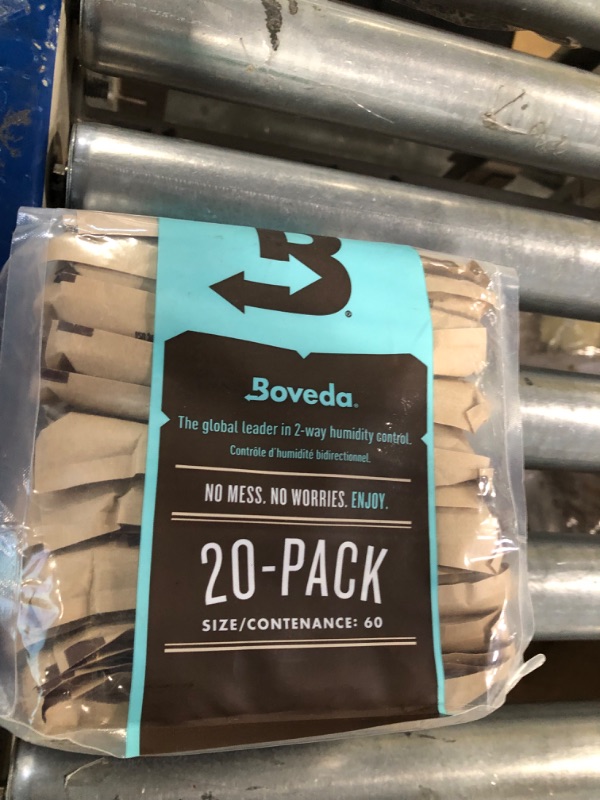 B
Boveda®
The global leader in 2-way humidity control.
Contrôle d'humidité bidirectionnel.
NO MESS. NO WORRIES. ENJOY.
20-PACK
SIZE/CONTENANCE: 60